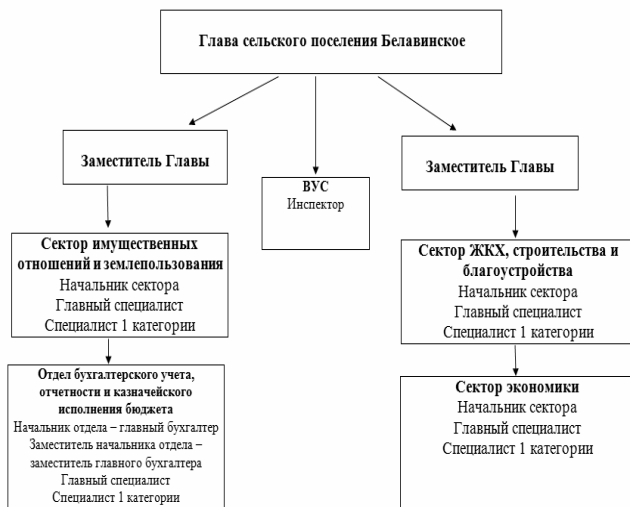 Глава сельского поселения Белавинское
Заместитель Главы
ВУС
Инспектор
Заместитель Главы
Сектор имущественных
отношений и землепользования
Начальник сектора
Главный специалист
Специалист 1 категории
Сектор ЖКХ, строительства и
благоустройства
Начальник сектора
Главный специалист
Специалист 1 категории
Отдел бухгалтерского учета,
отчетности и казначейского
исполнения бюджета
Начальник отдела – главный бухгалтер
Заместитель начальника отдела –
заместитель главного бухгалтера
Главный специалист
Специалист 1 категории
Сектор экономики
Начальник сектора
Главный специалист
Специалист 1 категории